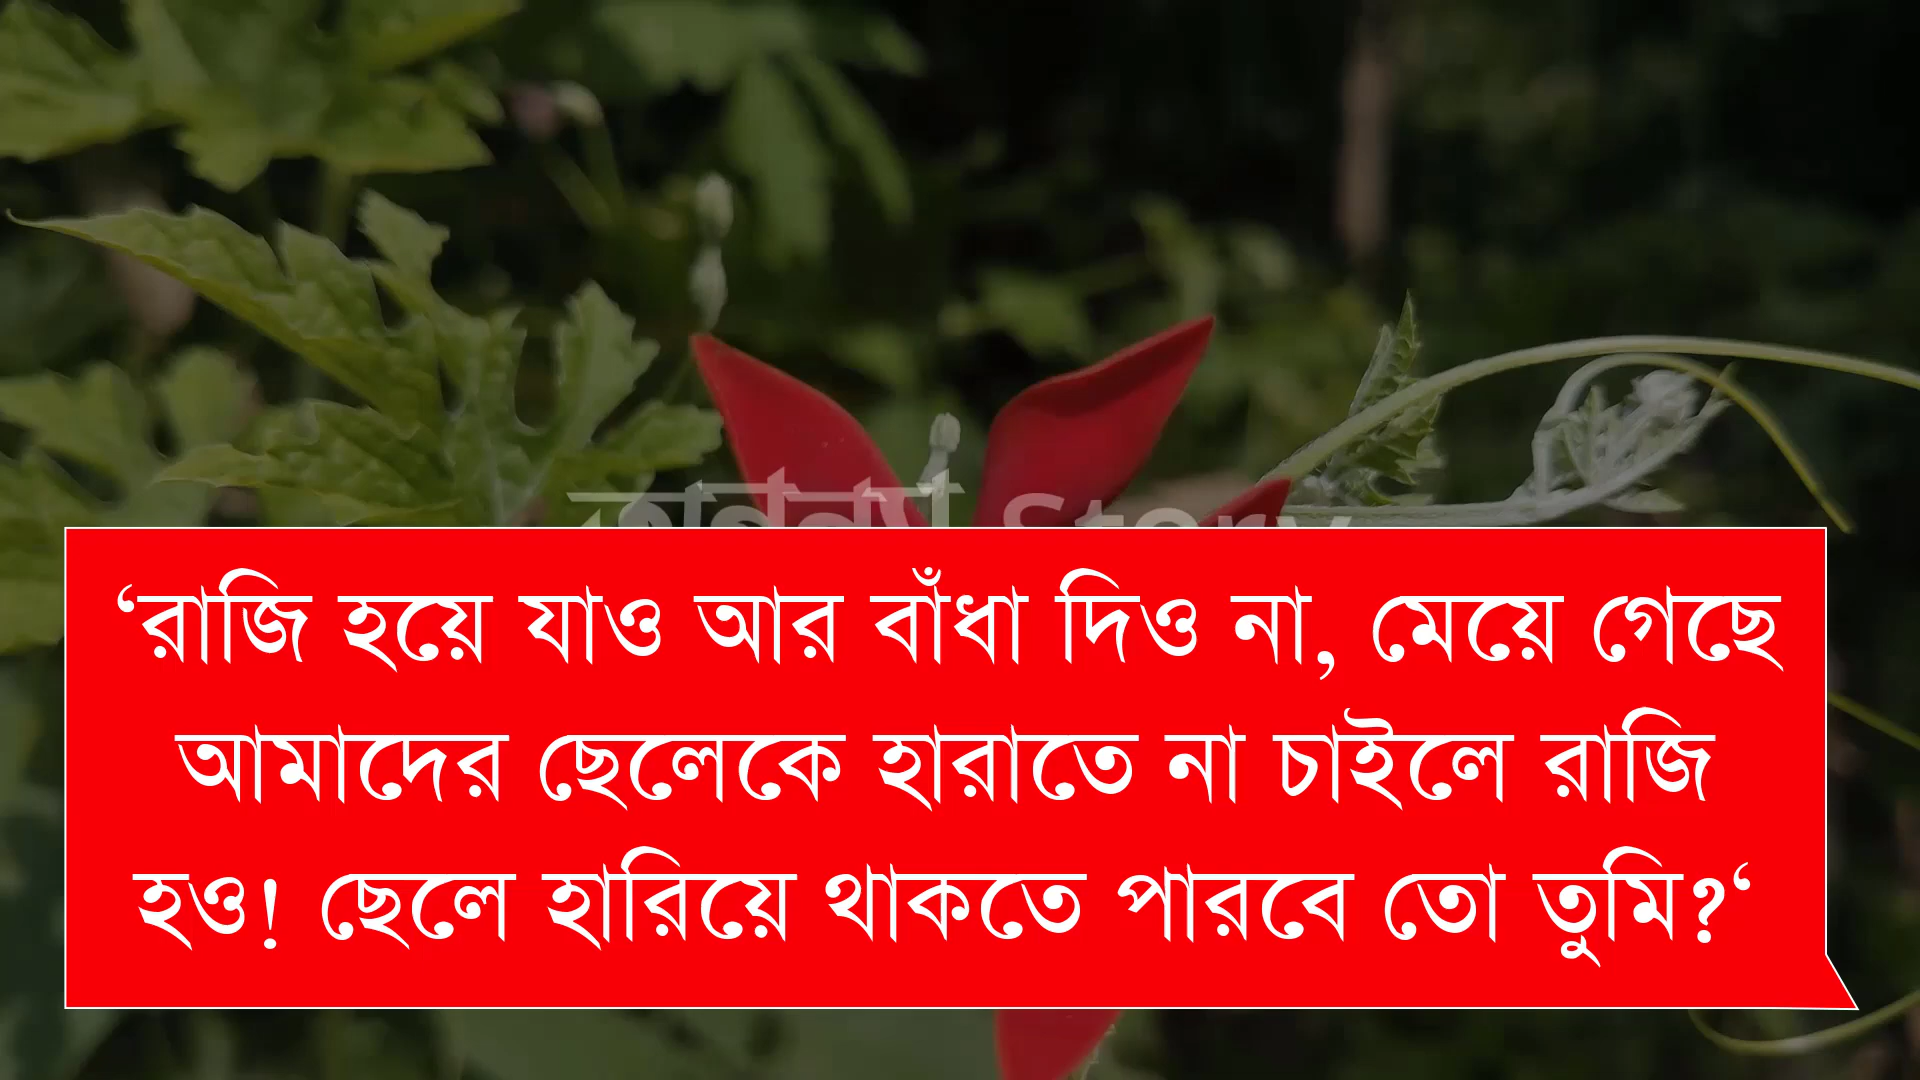 ‘রাজি হয়ে যাও আর বাঁধা দিও না, মেয়ে গেছে
আমাদের ছেলেকে হারাতে না চাইলে রাজি
হও! ছেলে হারিয়ে থাকতে পারবে তো তুমি?‘